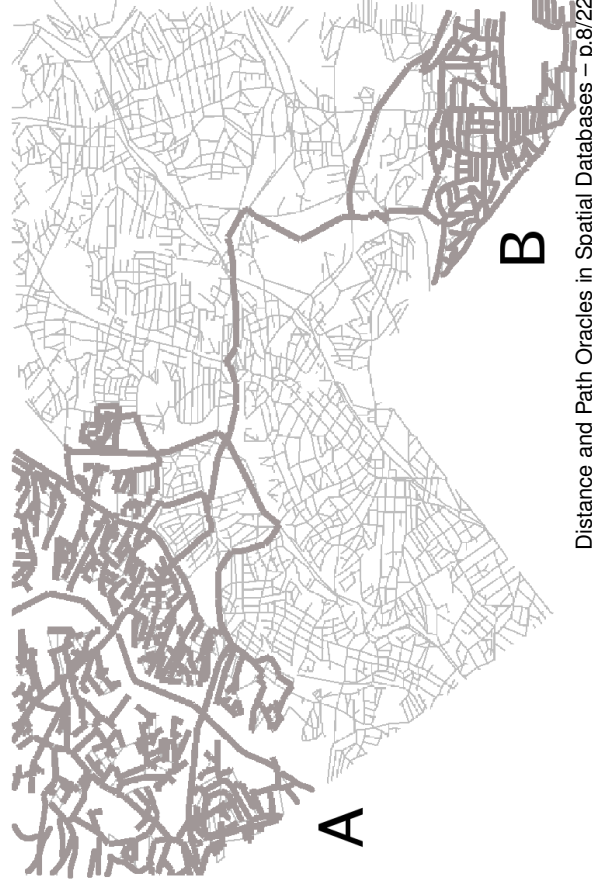 A
B
Distance and Path Oracles in Spatial Databases – p.8/22